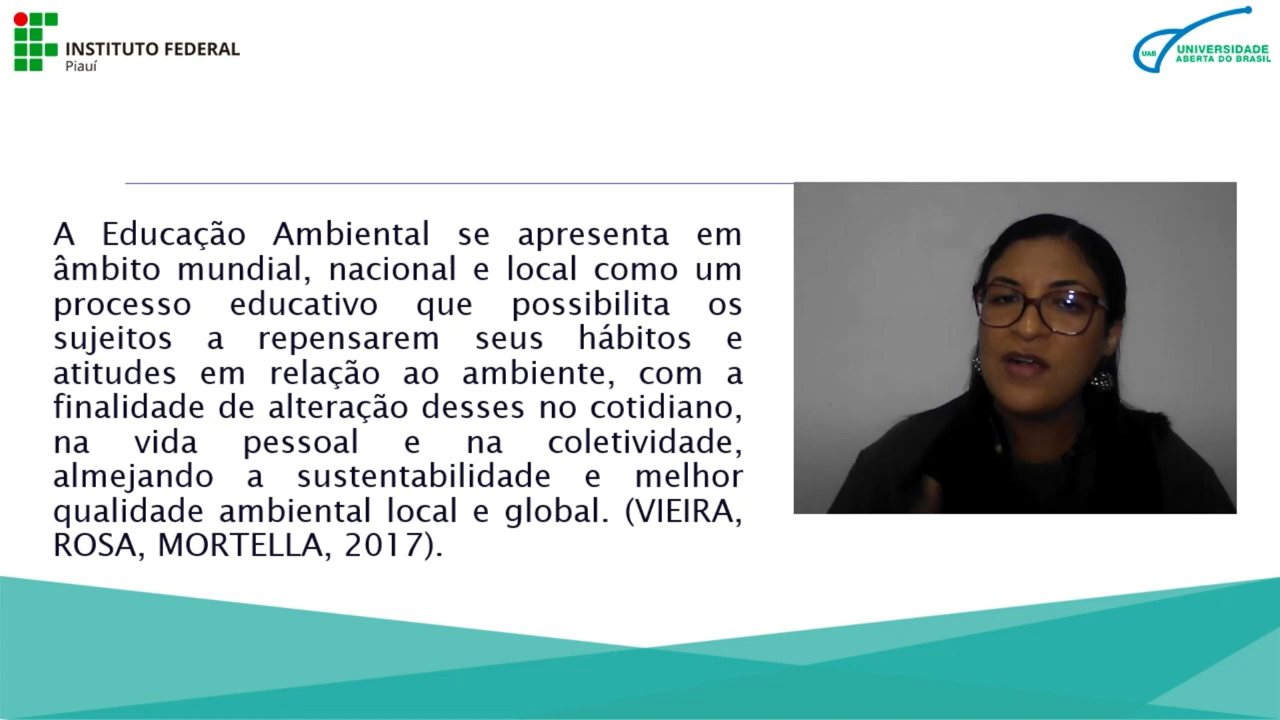 INSTITUTO FEDERAL
Piauí
UAB
UNIVERSIDADE
ABERTA DO BRASIL
A Educação Ambiental se apresenta em
âmbito mundial, nacional e local como um
processo educativo que possibilita os
sujeitos a repensarem seus hábitos e
atitudes em relação ao ambiente, com a
finalidade de alteração desses no cotidiano,
na vida pessoal e na coletividade,
almejando a sustentabilidade e melhor
qualidade ambiental local e global. (VIEIRA,
ROSA, MORTELLA, 2017).